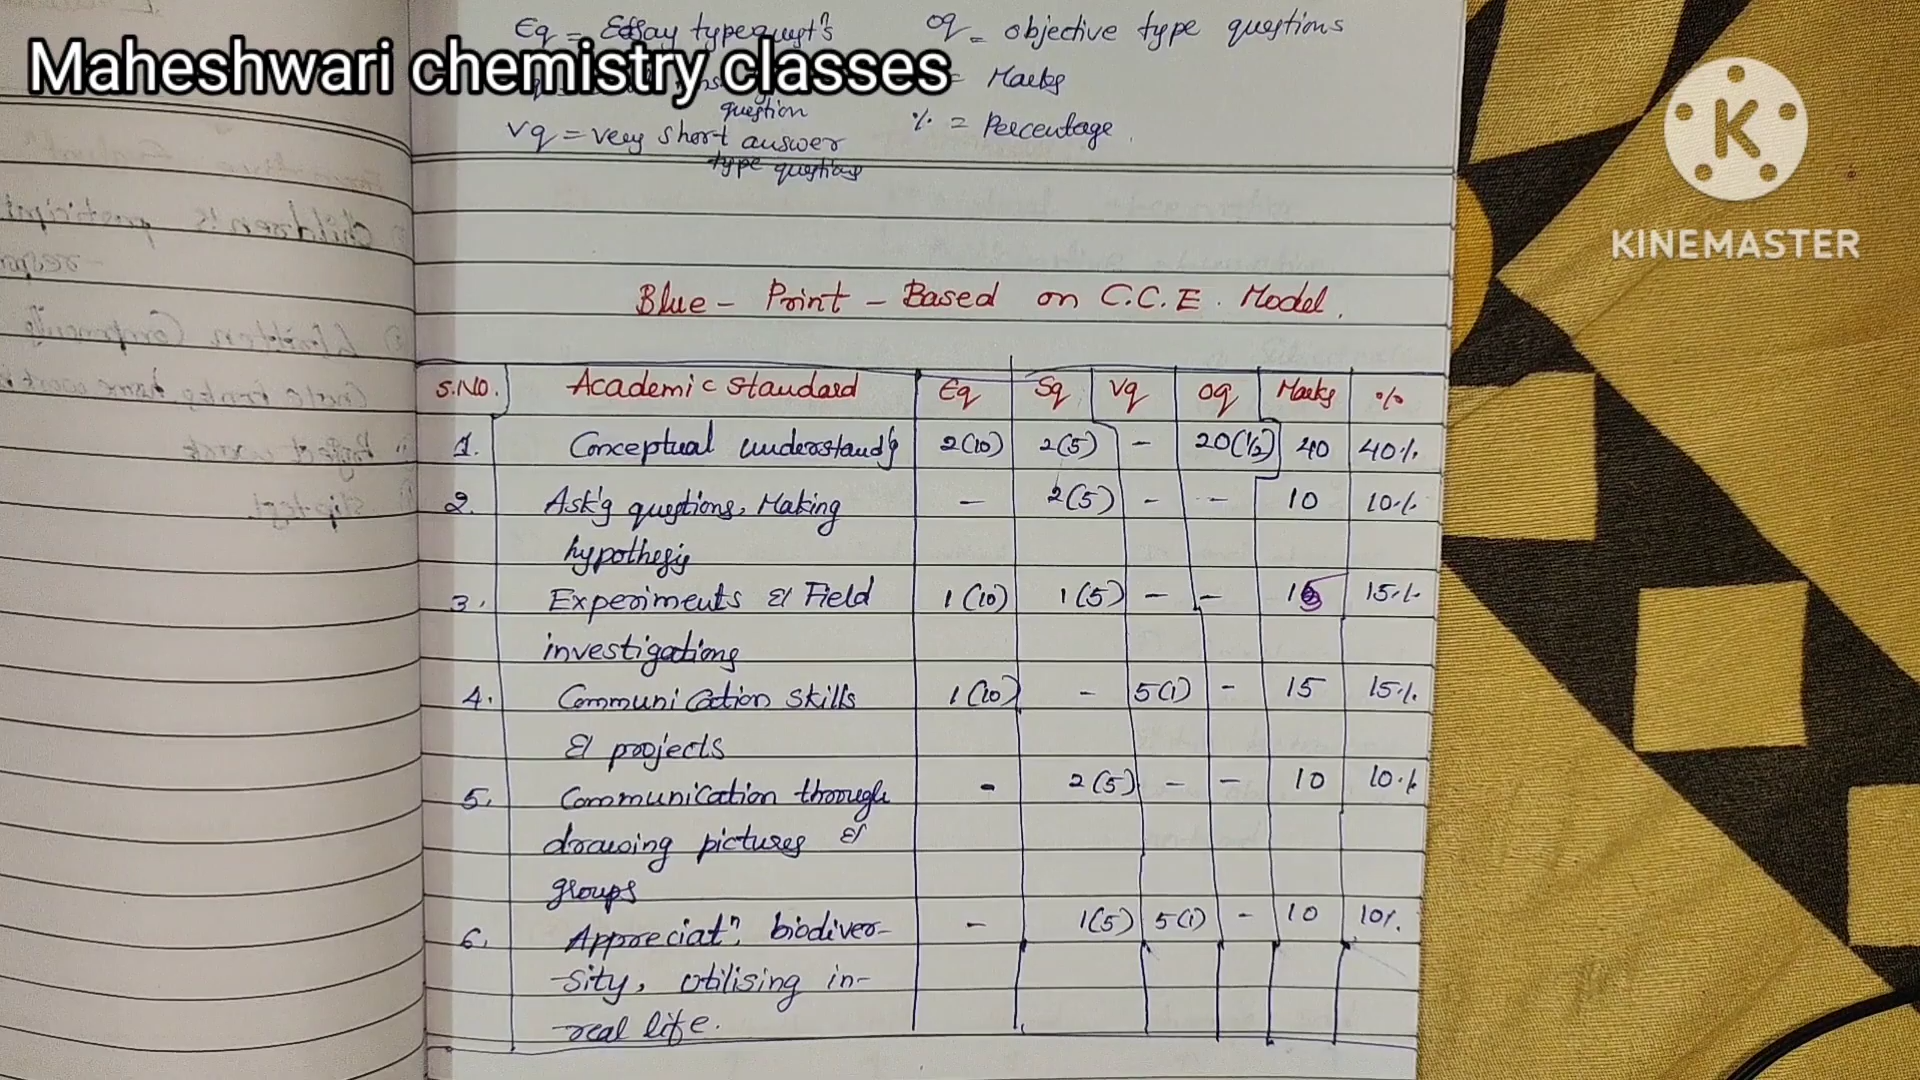 Eq = Essay type quest?s
Oq = objective type questions
Maheshwari chemistry classes
= Marks
question
Vq = very short answer
type questions
% = Percentage.
K
KINEMASTER
Blue - Print - Based on C.C.E. Model.
S.NO. Academic standard Eq Sq Vq Oq Marks %
1. Conceptual understand'g 2(10) 2(5) - 20(1/2) 40 40%
2. Ask'g questions, Making - 2(5) - - 10 10%
hypothesis
3. Experiments & Field 1(10) 1(5) - - 15 15%
investigations
4. Communication skills 1(10) - 5(1) - 15 15%
& projects
5. Communication through - 2(5) - - 10 10%
drawing pictures &
groups
6. Appreciat? biodiver- - 1(5) 5(1) - 10 10%
-sity, utilising in-
-real life.